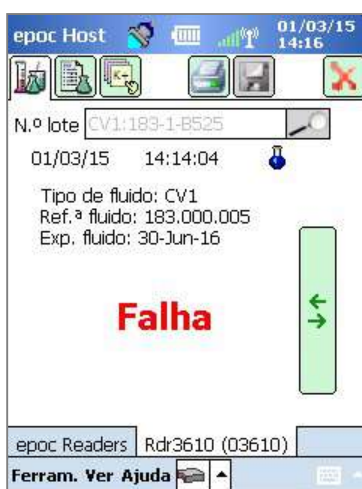 epoc Host 01/03/15
14:16
N.º lote CV1:183-1-B525
01/03/15 14:14:04
Tipo de fluido: CV1
Ref.ª fluido: 183.000.005
Exp. fluido: 30-Jun-16
Falha
epoc Readers Rdr3610 (03610)
Ferram. Ver Ajuda